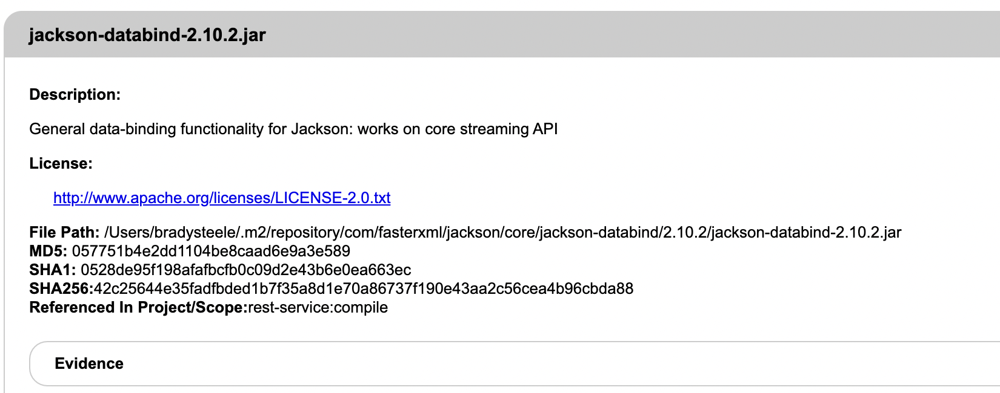 jackson-databind-2.10.2.jar
Description:
General data-binding functionality for Jackson: works on core streaming API
License:
http://www.apache.org/licenses/LICENSE-2.0.txt
File Path: /Users/bradysteele/.m2/repository/com/fasterxml/jackson/core/jackson-databind/2.10.2/jackson-databind-2.10.2.jar
MD5: 057751b4e2dd1104be8caad6e9a3e589
SHA1: 0528de95f198afafbcfb0c09d2e43b6e0ea663ec
SHA256:42c25644e35fadfbded1b7f35a8d1e70a86737f190e43aa2c56cea4b96cbda88
Referenced In Project/Scope:rest-service:compile
Evidence